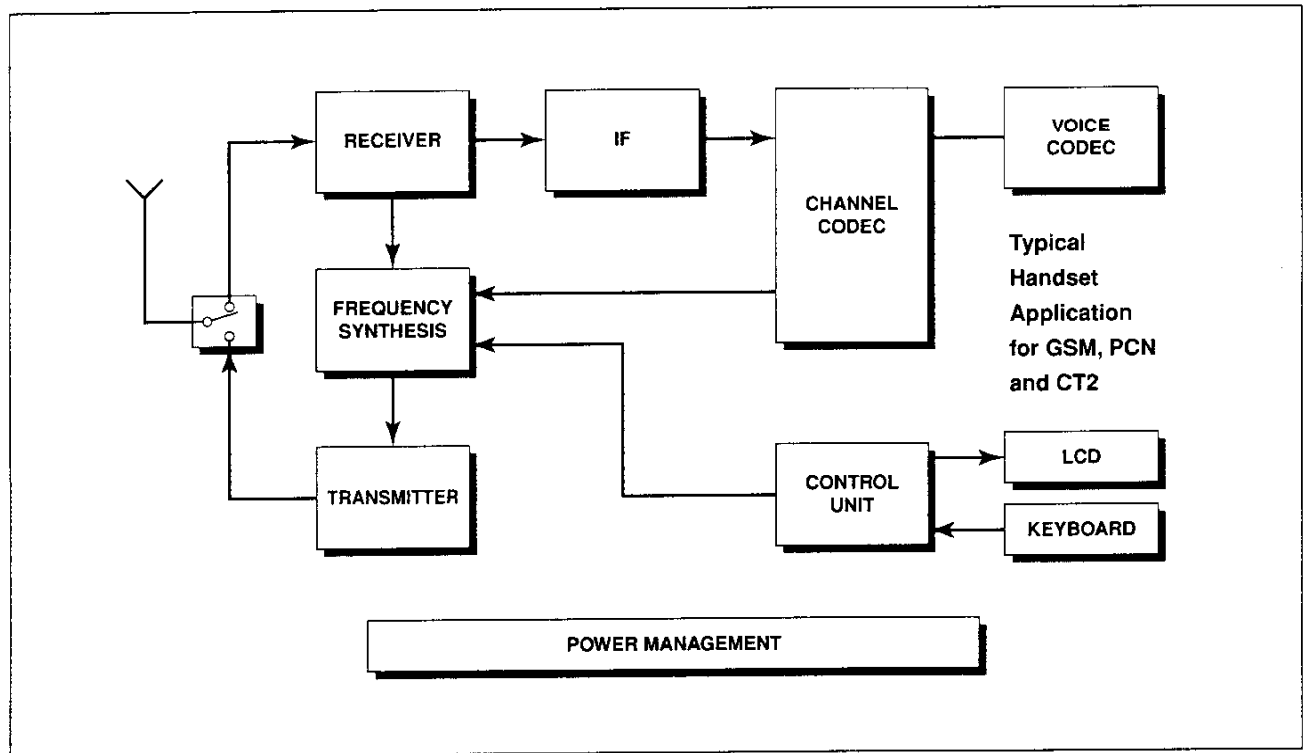 RECEIVER
IF
CHANNEL
CODEC
VOICE
CODEC
FREQUENCY
SYNTHESIS
Typical
Handset
Application
for GSM, PCN
and CT2
TRANSMITTER
CONTROL
UNIT
LCD
KEYBOARD
POWER MANAGEMENT